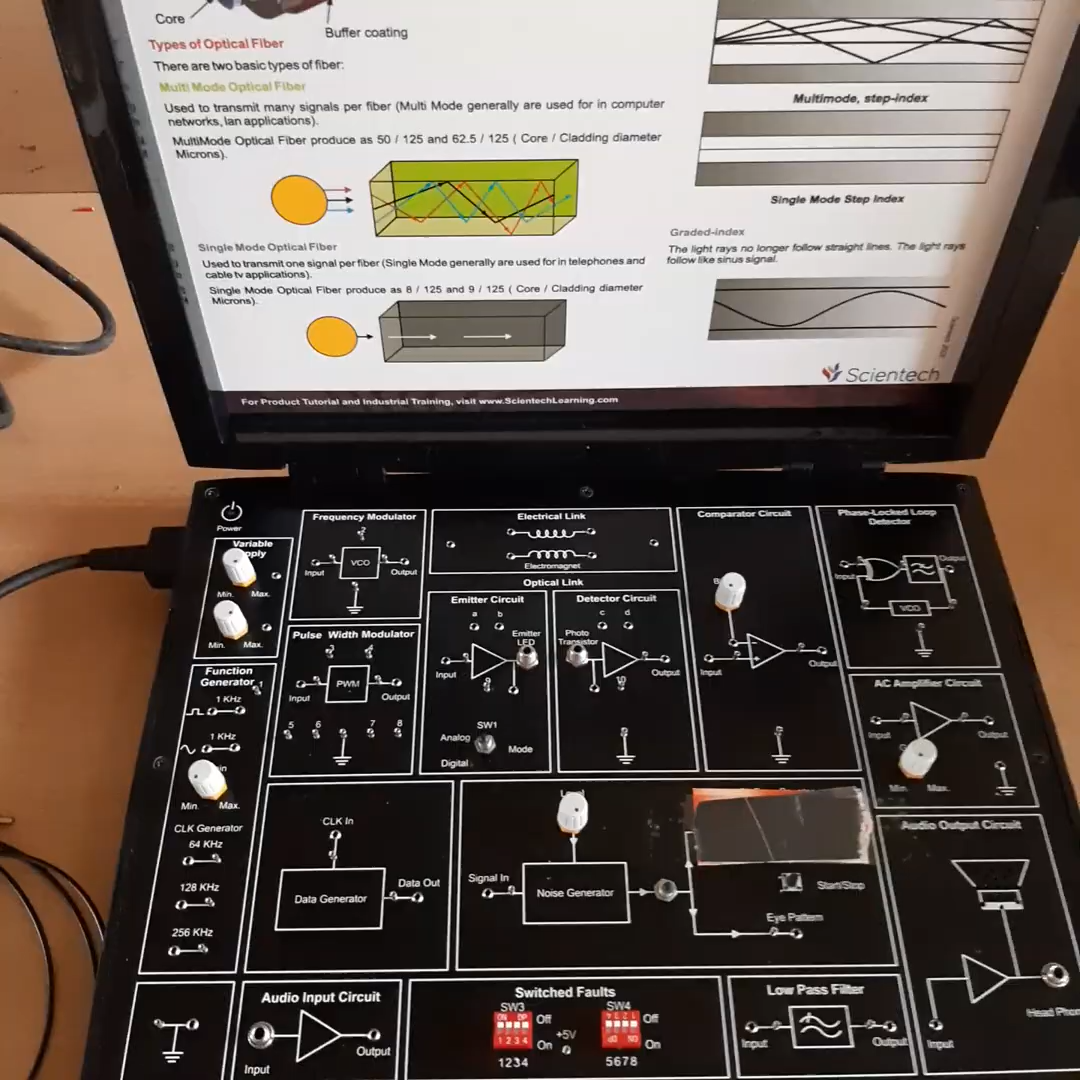 Core
Buffer coating
Types of Optical Fiber
There are two basic types of fiber:
Multi Mode Optical Fiber
Used to transmit many signals per fiber (Multi Mode generally are used for in computer
networks, lan applications).
MultiMode Optical Fiber produce as 50 / 125 and 62.5 / 125 ( Core / Cladding diameter
Microns).
Single Mode Optical Fiber
Used to transmit one signal per fiber (Single Mode generally are used for in telephones and
cable tv applications).
Single Mode Optical Fiber produce as 8 / 125 and 9 / 125 ( Core / Cladding diameter
Microns).
Multimode, step-index
Single Mode Step Index
Graded-index
The light rays no longer follow straight lines. The light rays
follow like sinus signal.
Scientech
For Product Tutorial and Industrial Training, visit www.ScientechLearning.com
Power
Variable
Min. Max.
Min. Max.
Function
Generator
1 KHz
1 KHz
Min. Max.
CLK Generator
64 KHz
128 KHz
256 KHz
Frequency Modulator
VCO
Input Output
Pulse Width Modulator
PWM
Input Output
5 6 7 8
Electrical Link
Electromagnet
Optical Link
Emitter Circuit
a b
Emitter
LED
Input
9
SW1
Analog
Mode
Digital
Detector Circuit
c d
Photo
Transistor
10
Output
Comparator Circuit
Input Output
Phase-Locked Loop
Detector
Input Output
VCO
AC Amplifier Circuit
Input Output
Min. Max.
CLK In
Data Generator
Data Out
Signal In
Noise Generator
Start/Stop
Eye Pattern
Audio Output Circuit
Head Phon
Input
Audio Input Circuit
Input
Output
Switched Faults
SW3 SW4
Off Off
+5V
On On
1234 5678
Low Pass Filter
Input Output